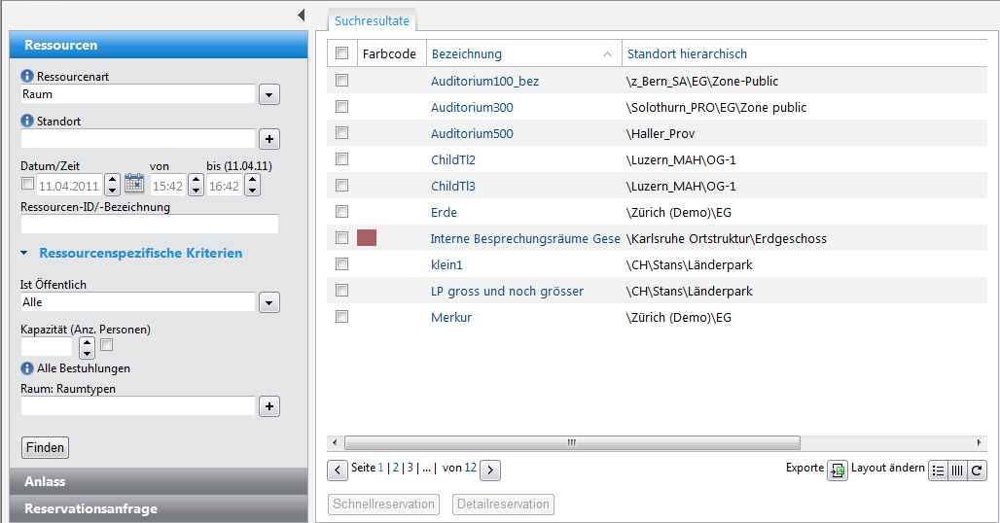 Ressourcen
Ressourcenart
Raum
Standort
Datum/Zeit von bis (11.04.11)
11.04.2011 15:42 16:42
Ressourcen-ID/-Bezeichnung
Ressourcenspezifische Kriterien
Ist Öffentlich
Alle
Kapazität (Anz. Personen)
Alle Bestuhlungen
Raum: Raumtypen
Finden
Anlass
Reservationsanfrage
Suchresultate
Farbcode Bezeichnung Standort hierarchisch
Auditorium100_bez \z_Bern_SA\EG\Zone-Public
Auditorium300 \Solothurn_PRO\EG\Zone public
Auditorium500 \Haller_Prov
ChildTl2 \Luzern_MAH\OG-1
ChildTl3 \Luzern_MAH\OG-1
Erde \Zürich (Demo)\EG
Interne Besprechungsräume Gese \Karlsruhe Ortstruktur\Erdgeschoss
klein1 \CH\Stans\Länderpark
LP gross und noch grösser \CH\Stans\Länderpark
Merkur \Zürich (Demo)\EG
Seite 1 | 2 | 3 | ... | von 12 Exporte Layout ändern
Schnellreservation Detailreservation